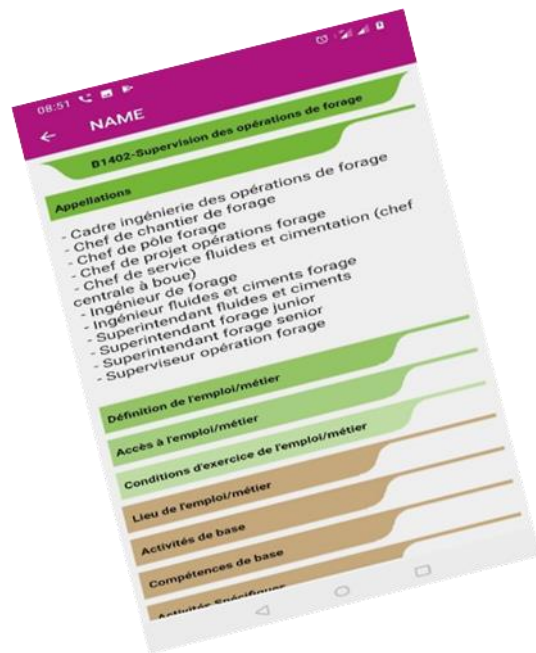 08:51
NAME
B1402-Supervision des opérations de forage
Appellations
- Cadre ingénierie des opérations de forage
- Chef de chantier de forage
- Chef de pôle forage
- Chef de projet opérations forage
- Chef de service fluides et cimentation (chef
centrale à boue)
- Ingénieur de forage
- Ingénieur fluides et ciments forage
- Superintendant fluides et ciments
- Superintendant forage junior
- Superintendant forage senior
- Superviseur opération forage
Définition de l'emploi/métier
Accès à l'emploi/métier
Conditions d'exercice de l'emploi/métier
Lieu de l'emploi/métier
Activités de base
Compétences de base
Activités Spécifiques